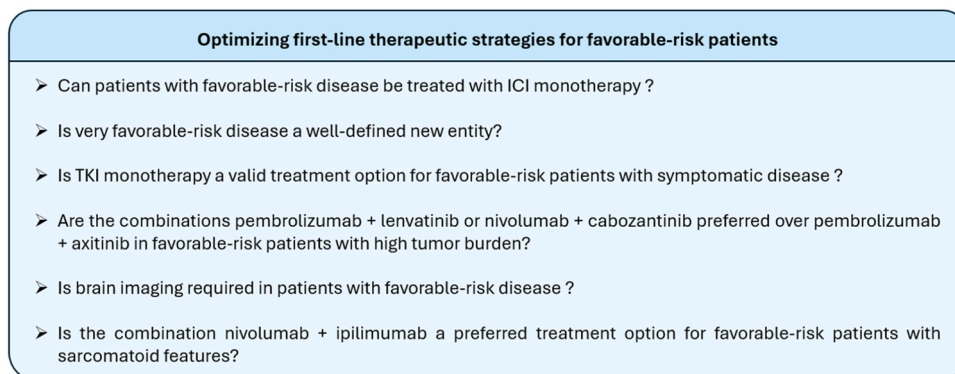 Optimizing first-line therapeutic strategies for favorable-risk patients
➢ Can patients with favorable-risk disease be treated with ICI monotherapy ?
➢ Is very favorable-risk disease a well-defined new entity?
➢ Is TKI monotherapy a valid treatment option for favorable-risk patients with symptomatic disease ?
➢ Are the combinations pembrolizumab + lenvatinib or nivolumab + cabozantinib preferred over pembrolizumab
+ axitinib in favorable-risk patients with high tumor burden?
➢ Is brain imaging required in patients with favorable-risk disease ?
➢ Is the combination nivolumab + ipilimumab a preferred treatment option for favorable-risk patients with
sarcomatoid features?